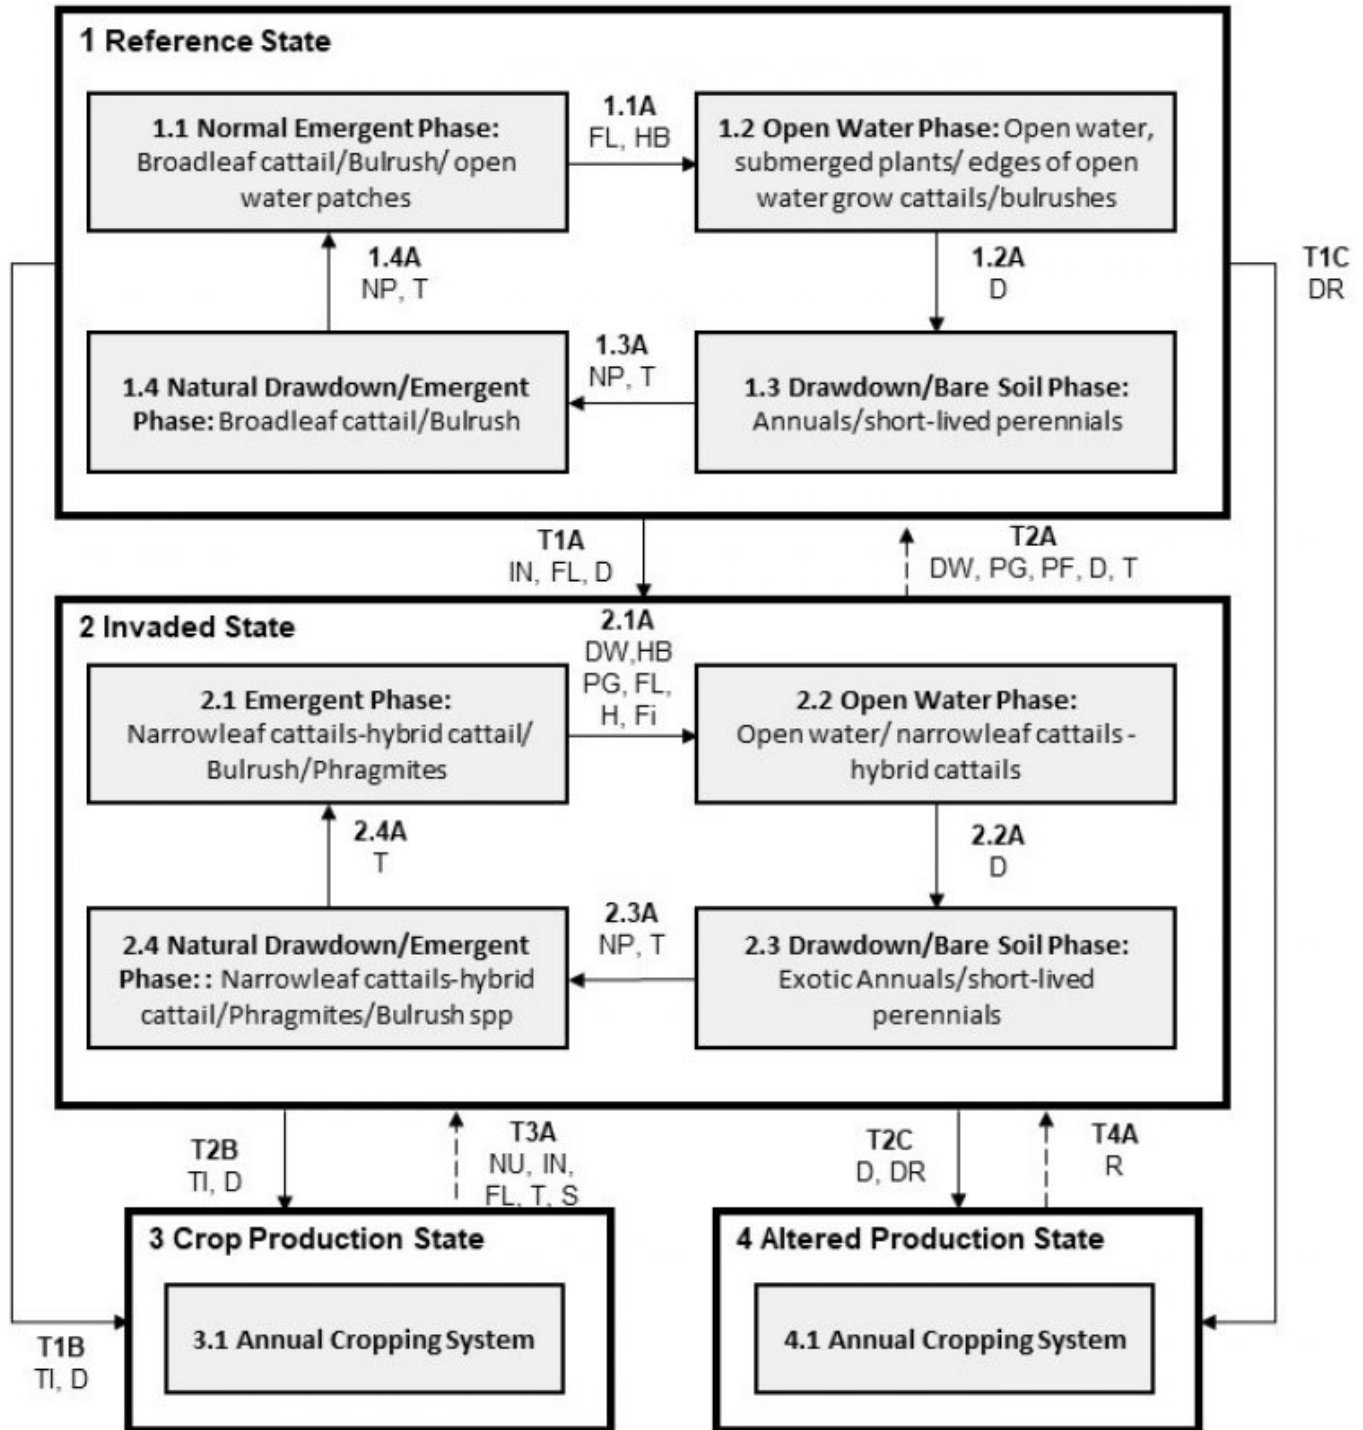 1 Reference State
1.1 Normal Emergent Phase:
Broadleaf cattail/Bulrush/ open
water patches
1.1A
FL, HB
1.2 Open Water Phase: Open water,
submerged plants/ edges of open
water grow cattails/bulrushes
1.4A
NP, T
1.2A
D
T1C
DR
1.4 Natural Drawdown/Emergent
Phase: Broadleaf cattail/Bulrush
1.3A
NP, T
1.3 Drawdown/Bare Soil Phase:
Annuals/short-lived perennials
T1A
IN, FL, D
T2A
DW, PG, PF, D, T
2 Invaded State
2.1 Emergent Phase:
Narrowleaf cattails-hybrid cattail/
Bulrush/Phragmites
2.1A
DW,HB
PG, FL,
H, Fi
2.2 Open Water Phase:
Open water/ narrowleaf cattails -
hybrid cattails
2.4A
T
2.2A
D
2.4 Natural Drawdown/Emergent
Phase: : Narrowleaf cattails-hybrid
cattail/Phragmites/Bulrush spp
2.3A
NP, T
2.3 Drawdown/Bare Soil Phase:
Exotic Annuals/short-lived
perennials
T2B
TI, D
T3A
NU, IN,
FL, T, S
T2C
D, DR
T4A
R
3 Crop Production State
3.1 Annual Cropping System
4 Altered Production State
4.1 Annual Cropping System
T1B
TI, D